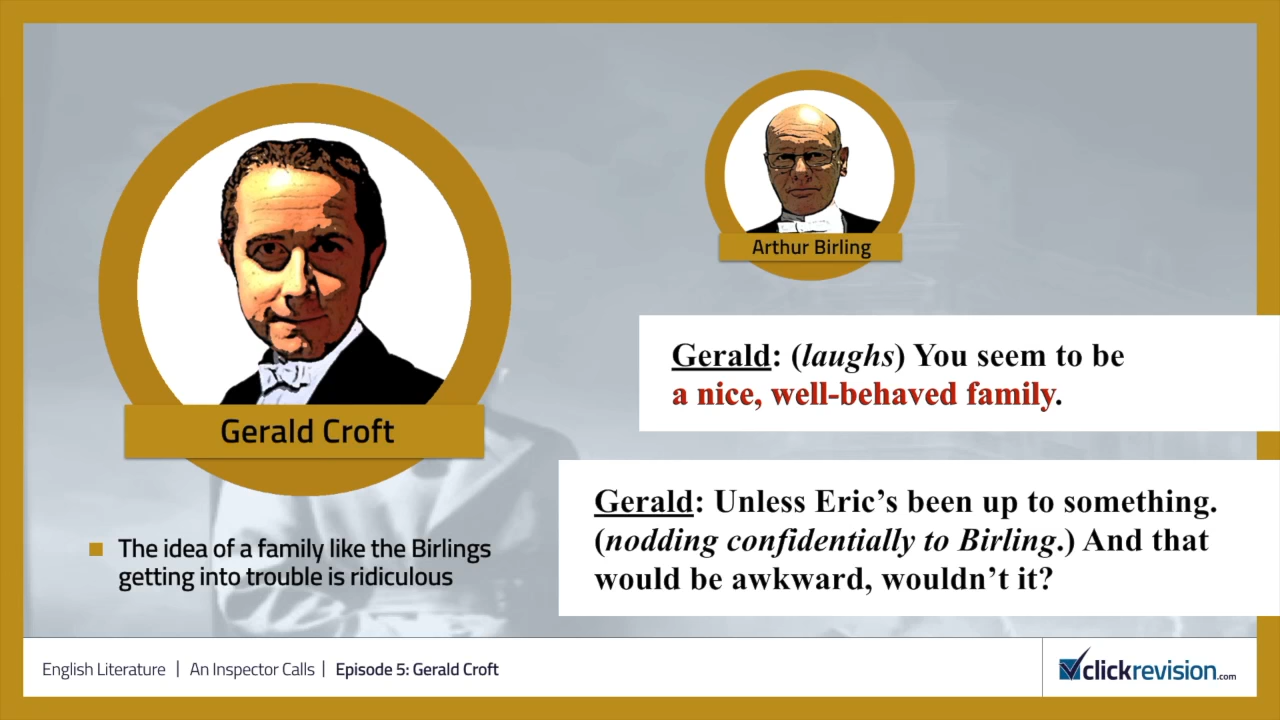 Arthur Birling
Gerald: (laughs) You seem to be
a nice, well-behaved family.
Gerald Croft
Gerald: Unless Eric’s been up to something.
(nodding confidentially to Birling.) And that
would be awkward, wouldn’t it?
■ The idea of a family like the Birlings
getting into trouble is ridiculous
English Literature | An Inspector Calls | Episode 5: Gerald Croft
clickrevision.com